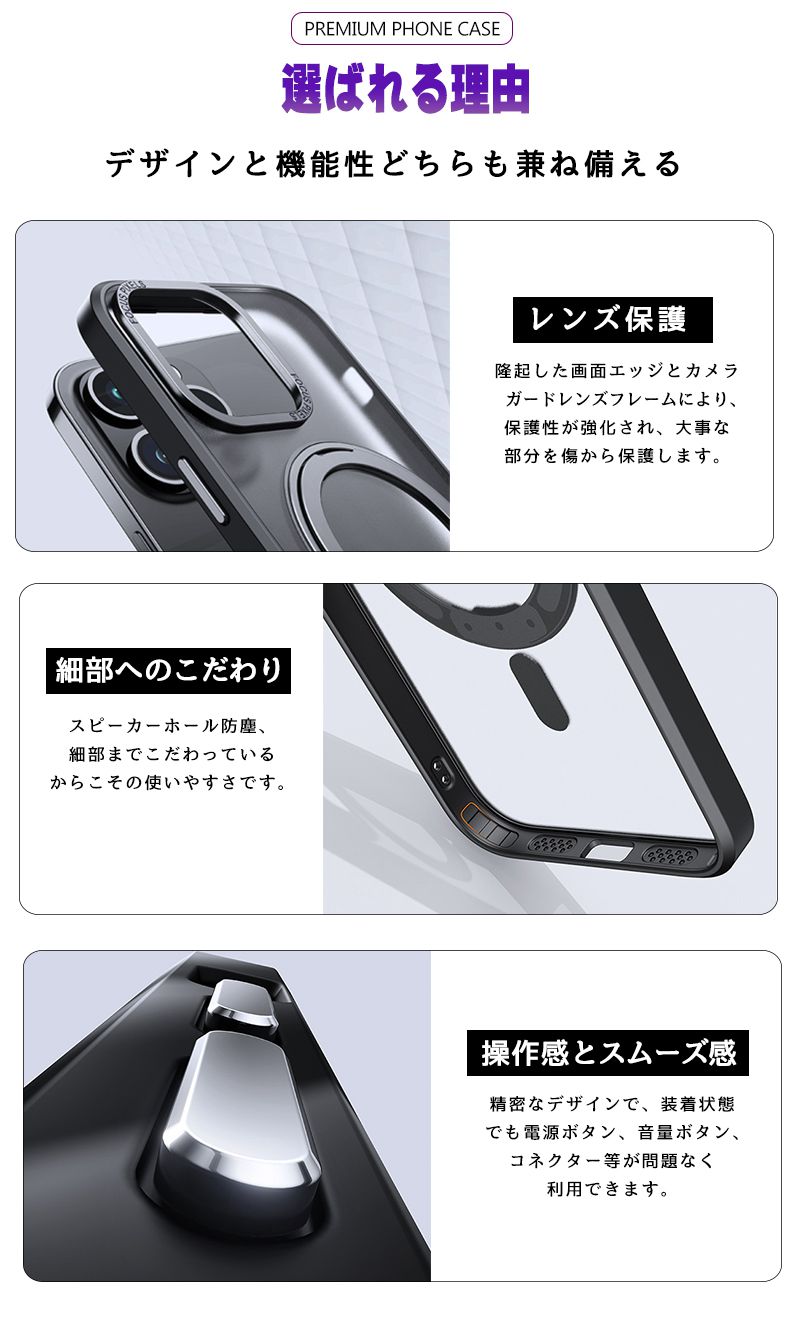 PREMIUM PHONE CASE
選ばれる理由
デザインと機能性どちらも兼ね備える
FOCUS PIXELS
FOCUS PIXELS
レンズ保護
隆起した画面エッジとカメラ
ガードレンズフレームにより、
保護性が強化され、大事な
部分を傷から保護します。
細部へのこだわり
スピーカーホール防塵、
細部までこだわっている
からこその使いやすさです。
操作感とスムーズ感
精密なデザインで、装着状態
でも電源ボタン、音量ボタン、
コネクター等が問題なく
利用できます。